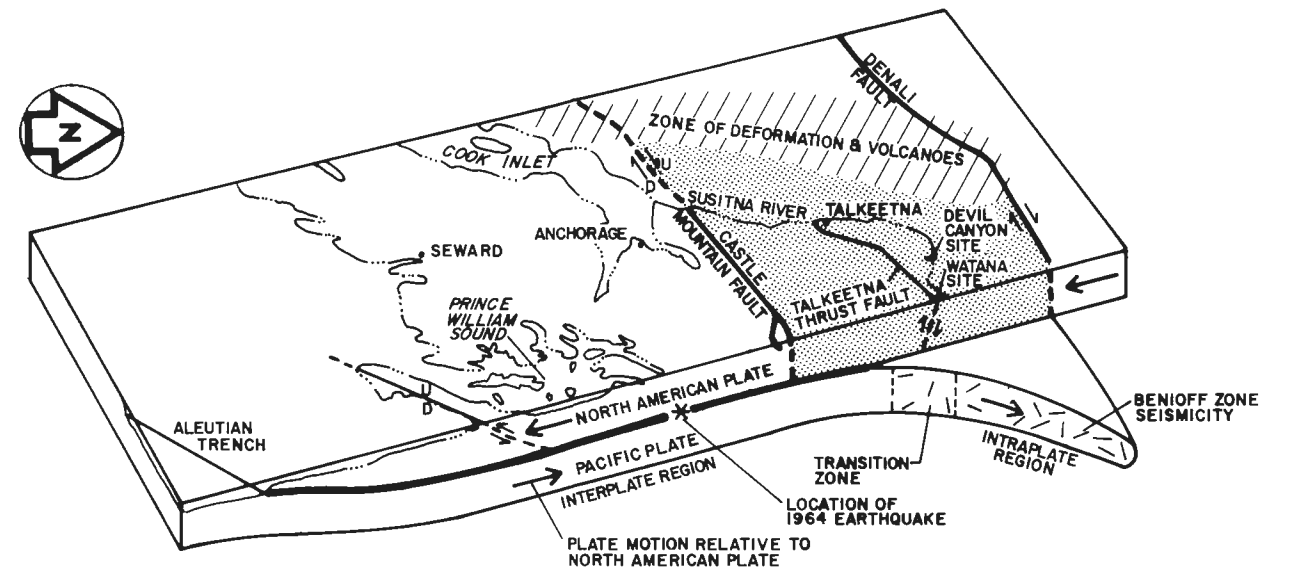 DENALI
FAULT
N
ZONE OF DEFORMATION & VOLCANOES
COOK INLET
U
D
SUSITNA RIVER
TALKEETNA
DEVIL
CANYON
SITE
ANCHORAGE
SEWARD
CASTLE
MOUNTAIN FAULT
WATANA
SITE
TALKEETNA
THRUST FAULT
PRINCE
WILLIAM
SOUND
U
D
NORTH AMERICAN PLATE
ALEUTIAN
TRENCH
BENIOFF ZONE
SEISMICITY
PACIFIC PLATE
INTERPLATE REGION
TRANSITION
ZONE
INTRAPLATE
REGION
LOCATION OF
1964 EARTHQUAKE
PLATE MOTION RELATIVE TO
NORTH AMERICAN PLATE